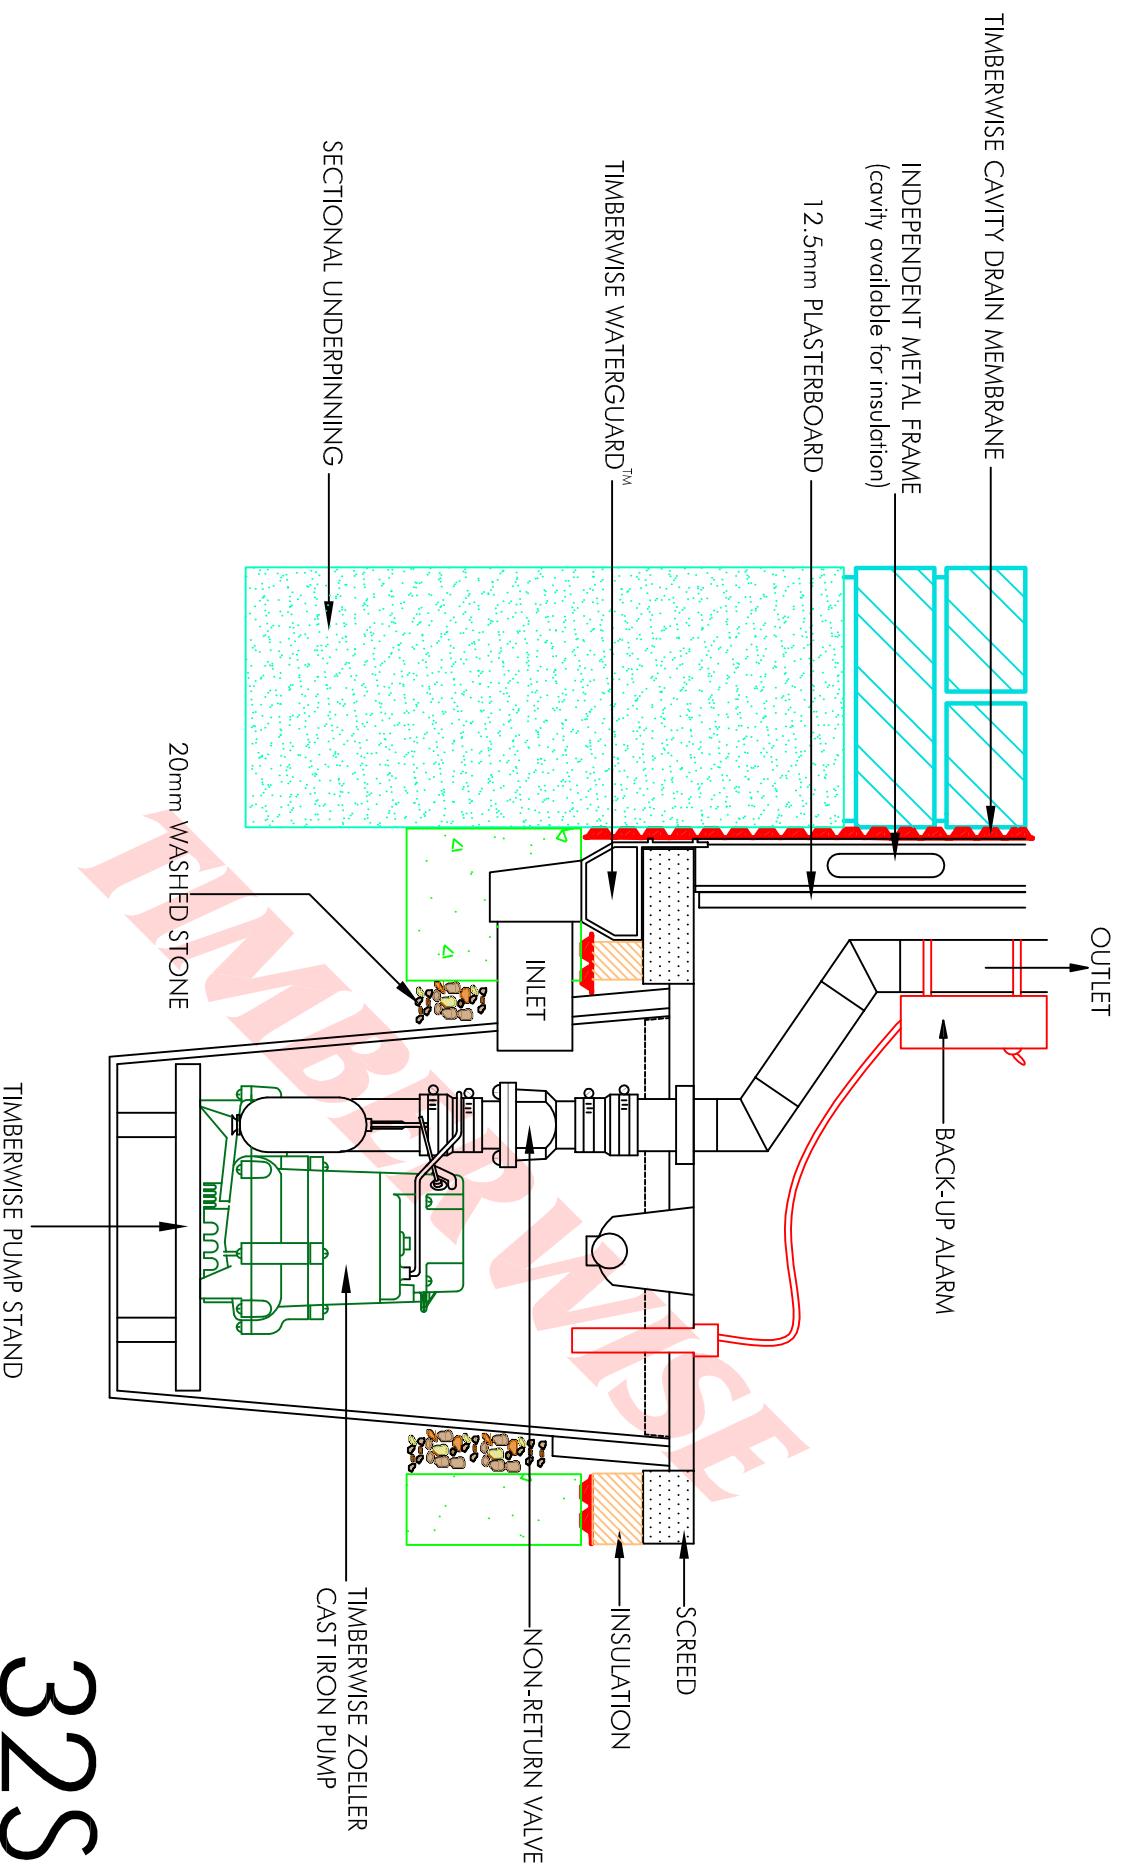 TIMBERWISE CAVITY DRAIN MEMBRANE
INDEPENDENT METAL FRAME
(cavity available for insulation)
12.5mm PLASTERBOARD
TIMBERWISE WATERGUARD™
SECTIONAL UNDERPINNING
20mm WASHED STONE
OUTLET
BACK-UP ALARM
INLET
SCREED
INSULATION
NON-RETURN VALVE
TIMBERWISE ZOELLER
CAST IRON PUMP
TIMBERWISE PUMP STAND
TIMBERWISE
32S